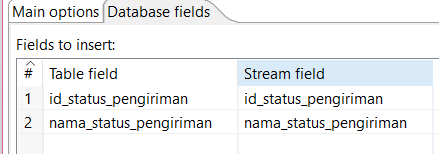 Main options Database fields
Fields to insert:
# Table field Stream field
1 id_status_pengiriman id_status_pengiriman
2 nama_status_pengiriman nama_status_pengiriman